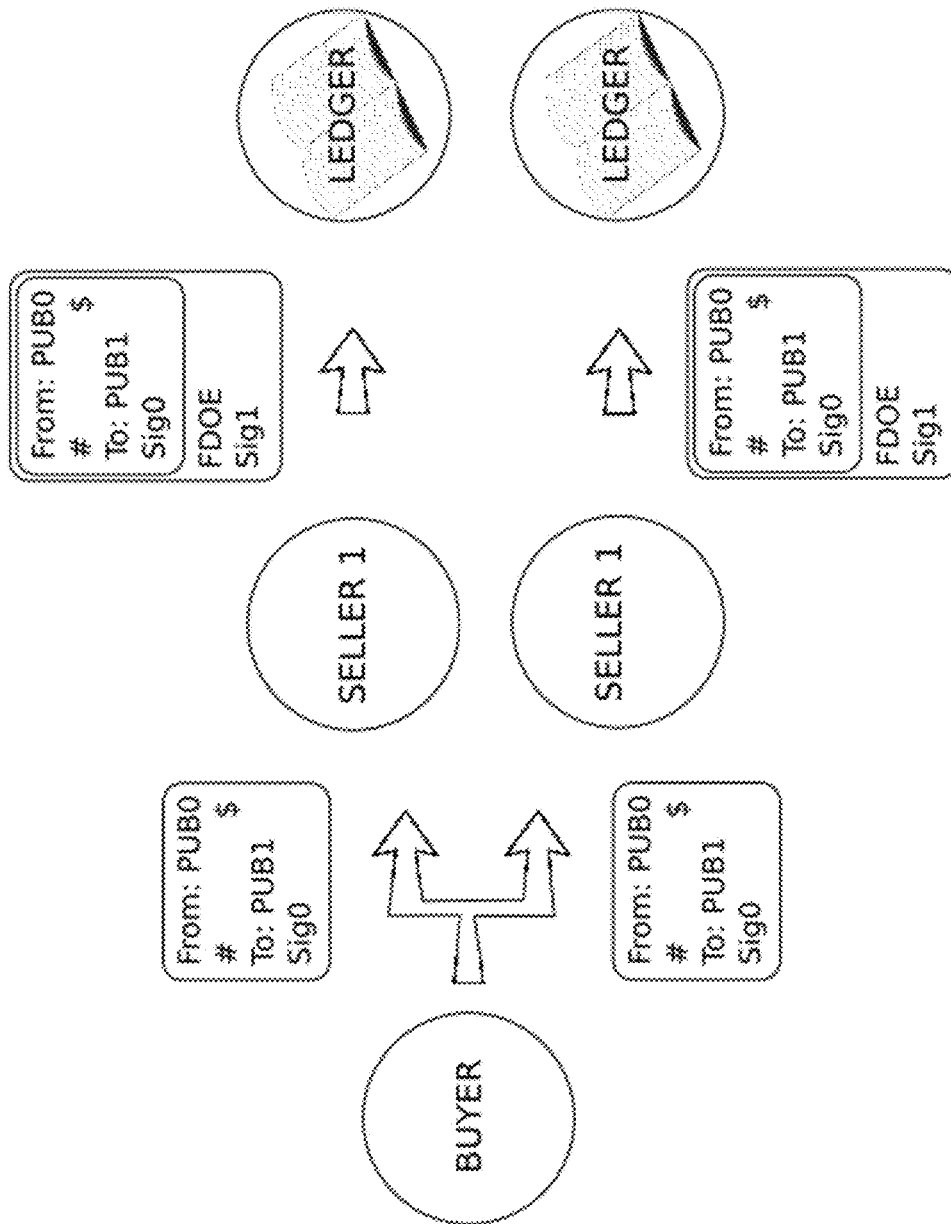 BUYER
From: PUB0
# $
To: PUB1
Sig0
From: PUB0
# $
To: PUB1
Sig0
SELLER 1
SELLER 1
From: PUB0
# $
To: PUB1
Sig0
FDOE
Sig1
From: PUB0
# $
To: PUB1
Sig0
FDOE
Sig1
LEDGER
LEDGER